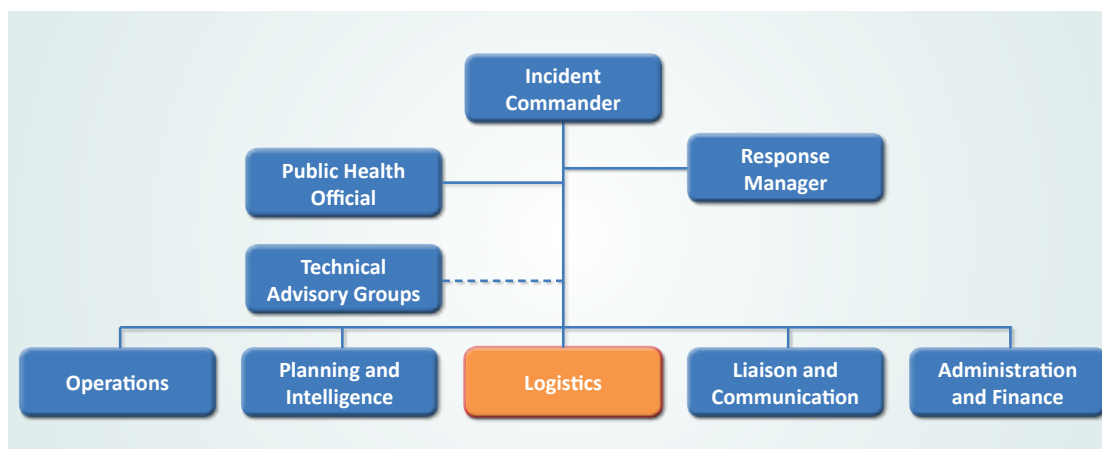 Incident
Commander
Public Health
Official
Response
Manager
Technical
Advisory Groups
Operations
Planning and
Intelligence
Logistics
Liaison and
Communication
Administration
and Finance